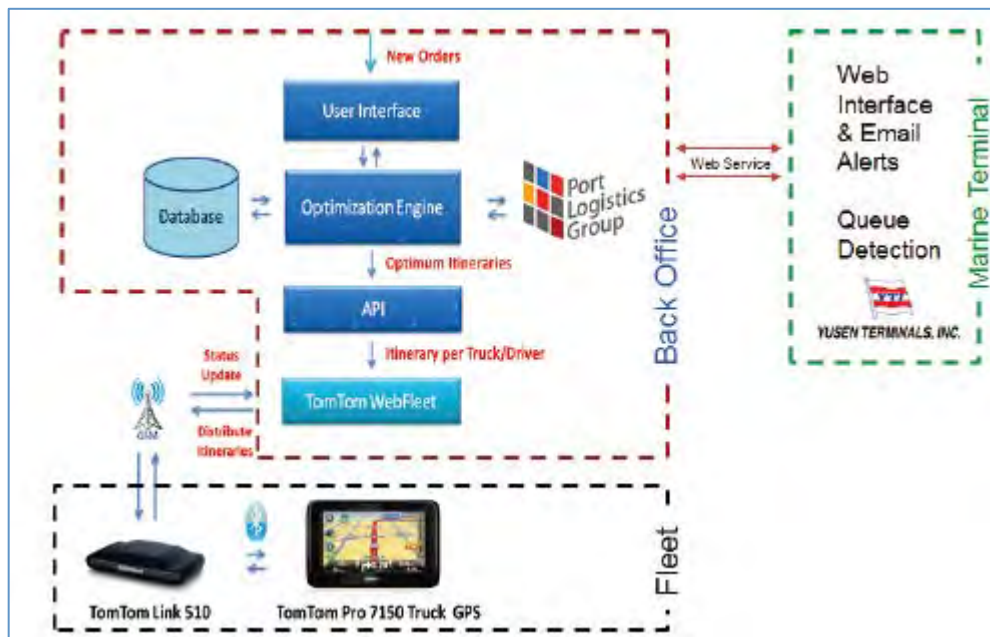 New Orders
User Interface
Database
Optimization Engine
Port
Logistics
Group
Optimum Itineraries
API
Itinerary per Truck/Driver
TomTom WebFleet
Status
Update
Distribute
Itineraries
GSM
Back Office
Web Service
Web
Interface
& Email
Alerts
Queue
Detection
YTI
YUSEN TERMINALS, INC.
Marine Terminal
TomTom Link 510
TomTom Pro 7150 Truck GPS
Fleet